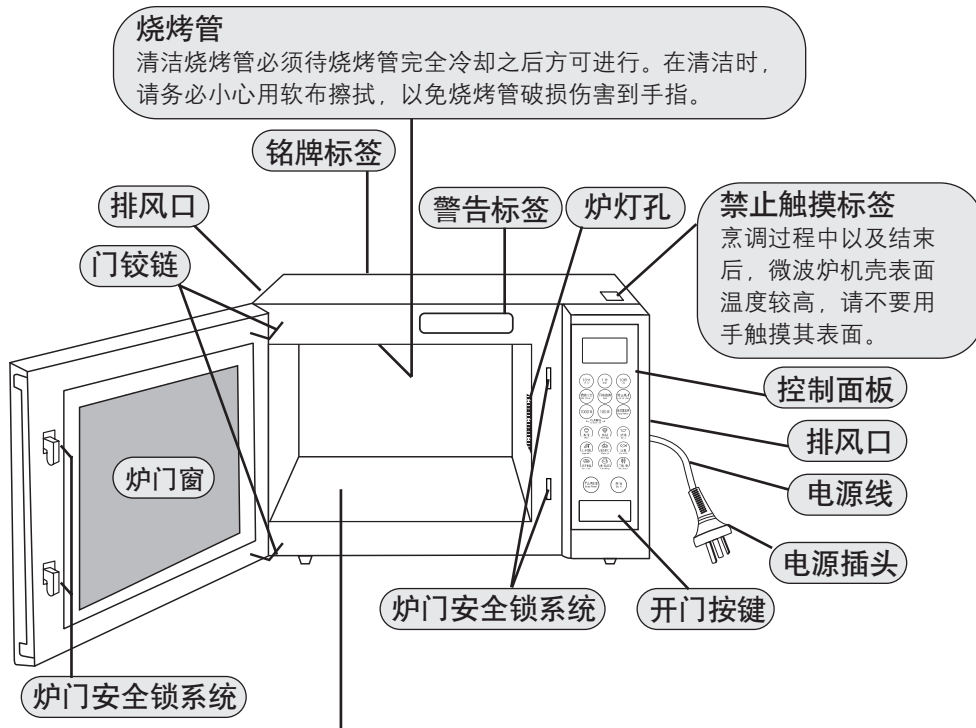 烧烤管
清洁烧烤管必须待烧烤管完全冷却之后方可进行。在清洁时，
请务必小心用软布擦拭，以免烧烤管破损伤害到手指。
铭牌标签
排风口
警告标签
炉灯孔
禁止触摸标签
烹调过程中以及结束
后，微波炉机壳表面
温度较高，请不要用
手触摸其表面。
门铰链
控制面板
排风口
炉门窗
电源线
电源插头
炉门安全锁系统
开门按键
炉门安全锁系统